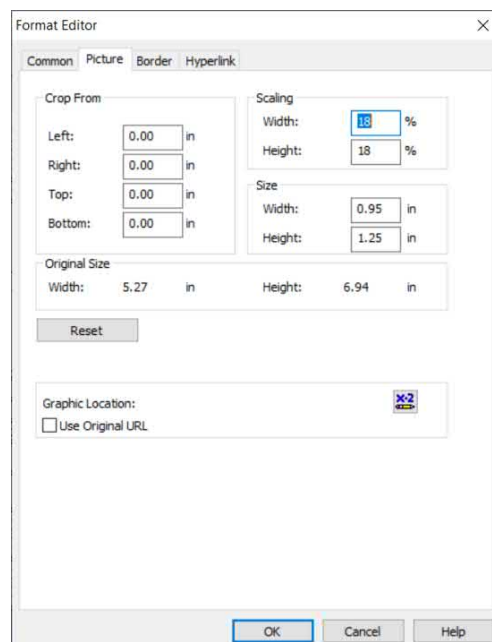 Format Editor
Common Picture Border Hyperlink
Crop From
Left: 0.00 in
Right: 0.00 in
Top: 0.00 in
Bottom: 0.00 in
Scaling
Width: 18 %
Height: 18 %
Size
Width: 0.95 in
Height: 1.25 in
Original Size
Width: 5.27 in Height: 6.94 in
Reset
Graphic Location:
X·2
Use Original URL
OK Cancel Help